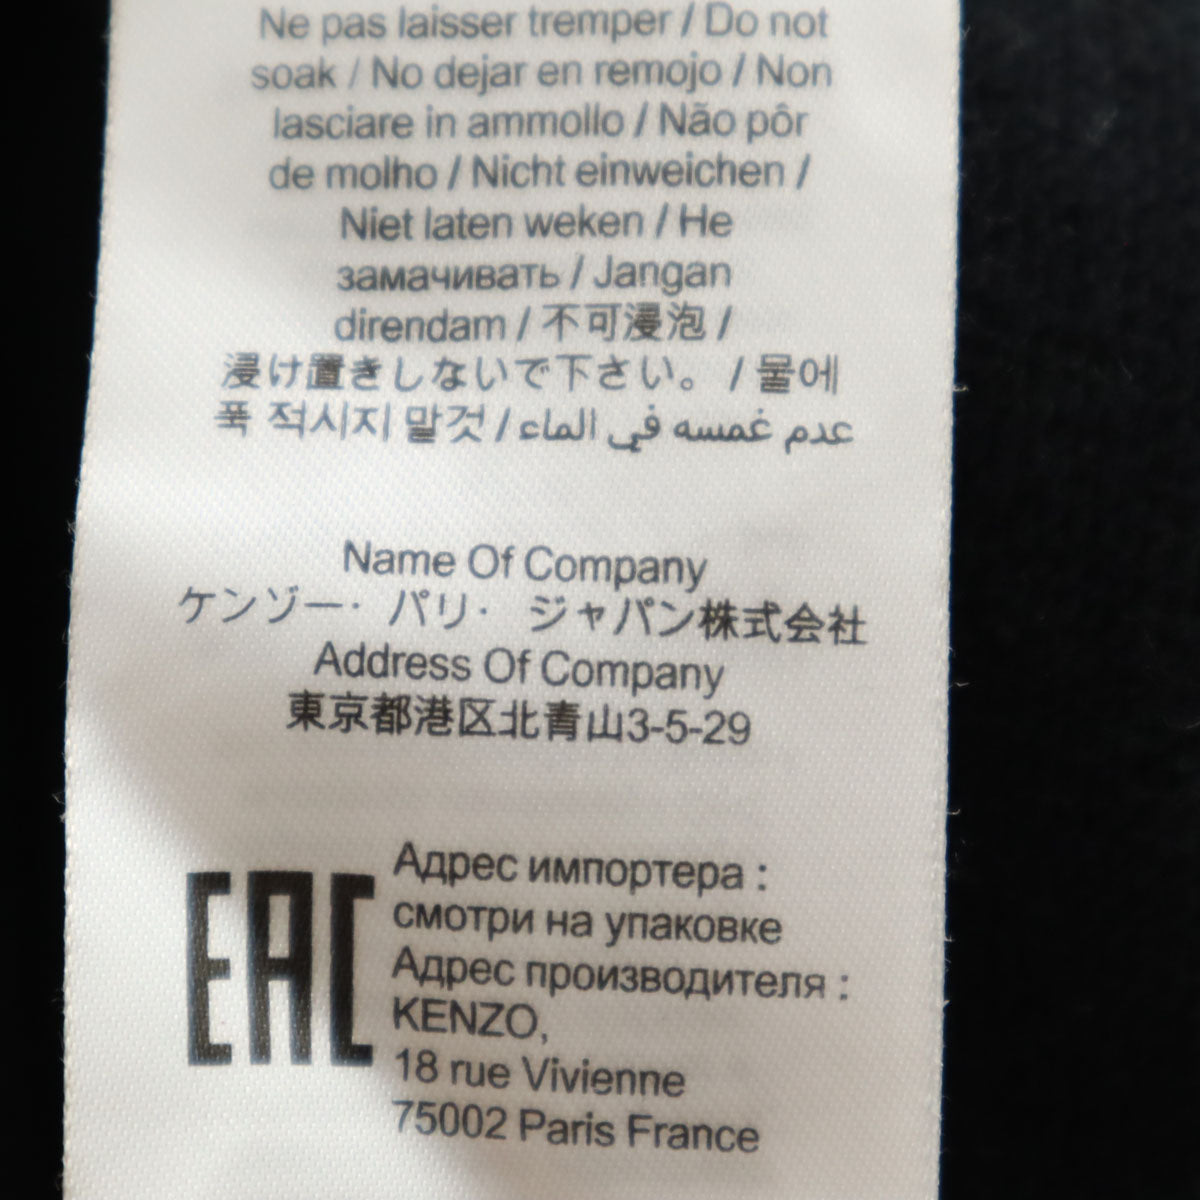 Ne pas laisser tremper / Do not
soak / No dejar en remojo / Non
lasciare in ammollo / Não pôr
de molho / Nicht einweichen /
Niet laten weken / Не
замачивать / Jangan
direndam / 不可浸泡 /
浸け置きしないで下さい。 / 물에
푹 적시지 말것 / عدم غمسه في الماء
Name Of Company
ケンゾー・ パリ・ ジャパン株式会社
Address Of Company
東京都港区北青山3-5-29
EAC
Адрес импортера :
смотри на упаковке
Адрес производителя :
KENZO,
18 rue Vivienne
75002 Paris France